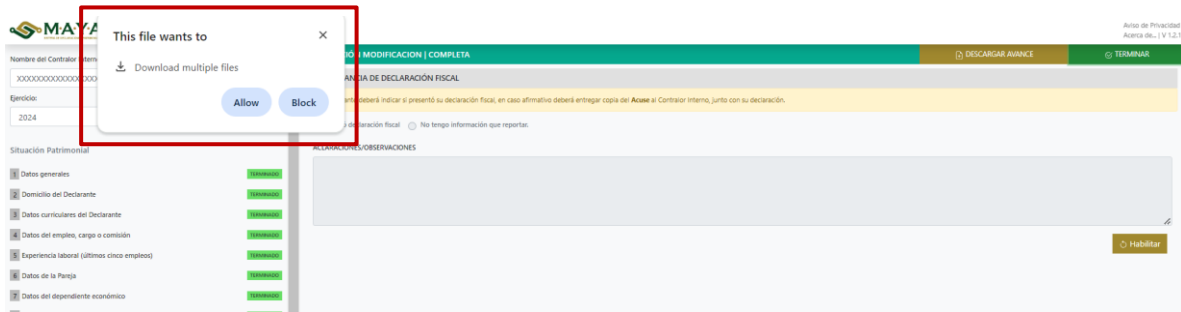 MAYA
Aviso de Privacidad
Acerca de... | V 1.2.1
This file wants to
Download multiple files
Allow
Block
Nombre del Contralor Intern
XXXXXXXXXXXXXXXXX
Ejercicio:
2024
MODIFICACION | COMPLETA
DESCARGAR AVANCE
TERMINAR
DE DECLARACIÓN FISCAL
deberá indicar si presentó su declaración fiscal, en caso afirmativo deberá entregar copia del Acuse al Contralor Interno, junto con su declaración.
declaración fiscal
No tengo información que reportar.
ACLARACIONES/OBSERVACIONES
Habilitar
Situación Patrimonial
1 Datos generales TERMINADO
2 Domicilio del Declarante TERMINADO
3 Datos curriculares del Declarante TERMINADO
4 Datos del empleo, cargo o comisión TERMINADO
5 Experiencia laboral (últimos cinco empleos) TERMINADO
6 Datos de la Pareja TERMINADO
7 Datos del dependiente económico TERMINADO